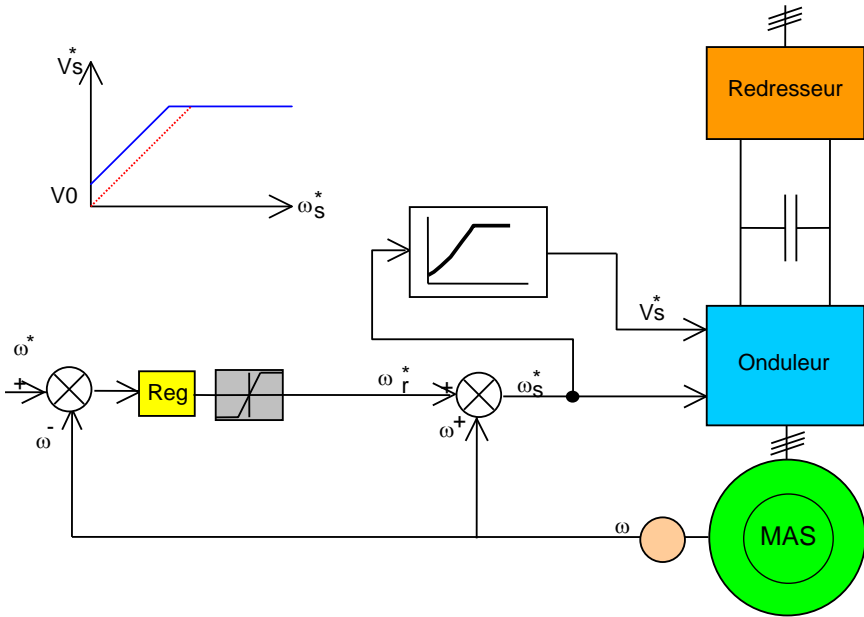 Vs*
V0
ωs*
Redresseur
Vs*
Onduleur
ω*
+
Reg
ωr*
+
ωs*
ω-
ω+
ω
MAS